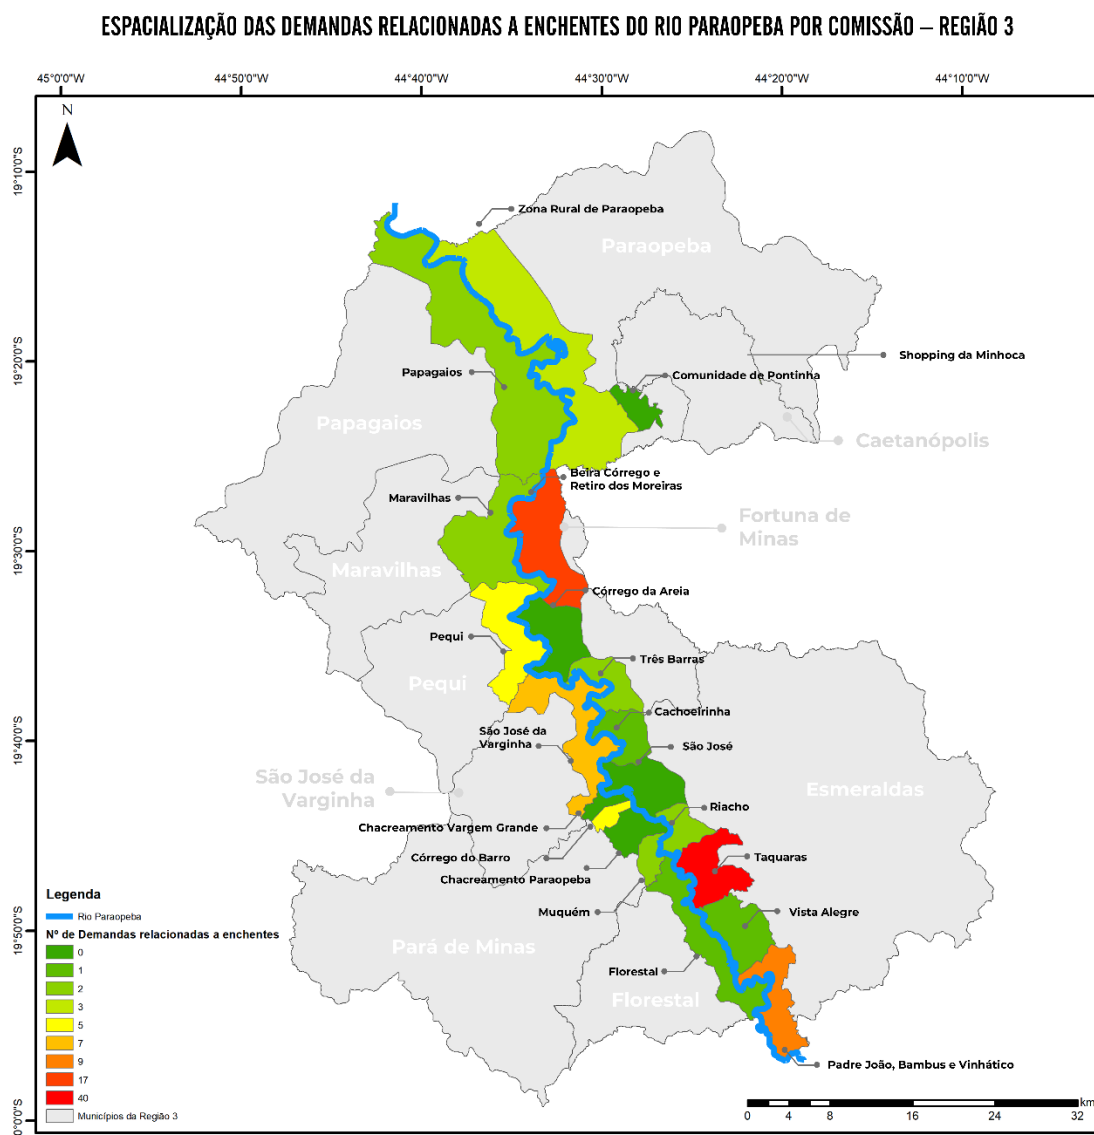 ESPACIALIZAÇÃO DAS DEMANDAS RELACIONADAS A ENCHENTES DO RIO PARAOPEBA POR COMISSÃO – REGIÃO 3
45°0'0"W
44°50'0"W
44°40'0"W
44°30'0"W
44°20'0"W
44°10'0"W
N
19°10'0"S
Zona Rural de Paraopeba
Paraopeba
19°20'0"S
Shopping da Minhoca
Papagaios
Comunidade de Pontinha
Papagaios
Caetanópolis
Beira Córrego e
Retiro dos Moreiras
Maravilhas
Fortuna de
Minas
19°30'0"S
Maravilhas
Córrego da Areia
Pequi
Três Barras
Pequi
Cachoeirinha
São José da
Varginha
São José
19°40'0"S
São José da
Varginha
Esmeraldas
Riacho
Chacreamento Vargem Grande
Córrego do Barro
Taquaras
Chacreamento Paraopeba
Muquém
Vista Alegre
19°50'0"S
Pará de Minas
Florestal
Florestal
Padre João, Bambus e Vinhático
Legenda
Rio Paraopeba
Nº de Demandas relacionadas a enchentes
0
1
2
3
5
7
9
17
40
Municípios da Região 3
0°0'0"S
km
0 4 8 16 24 32